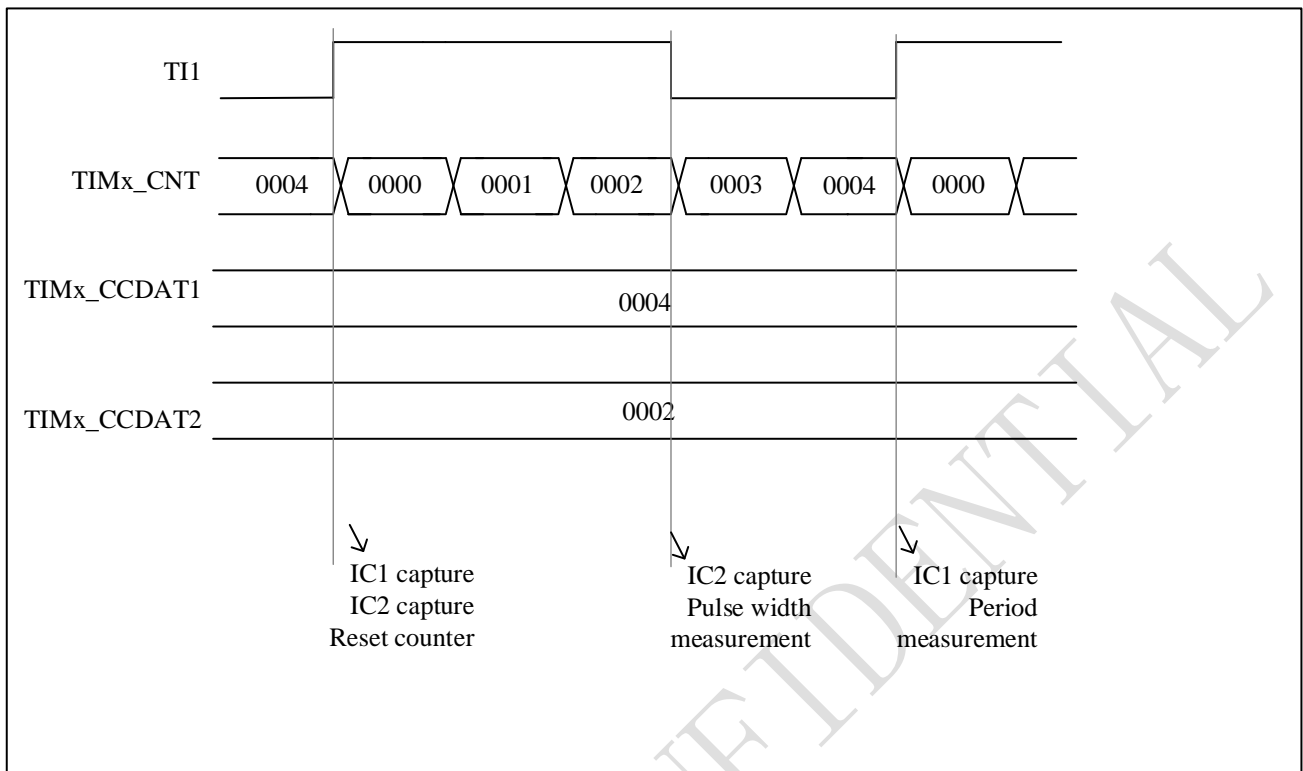 TI1
TIMx_CNT
0004 0000 0001 0002 0003 0004 0000
TIMx_CCDAT1
0004
TIMx_CCDAT2
0002
IC1 capture
IC2 capture
Reset counter
IC2 capture
Pulse width
measurement
IC1 capture
Period
measurement
FIDENTIAL